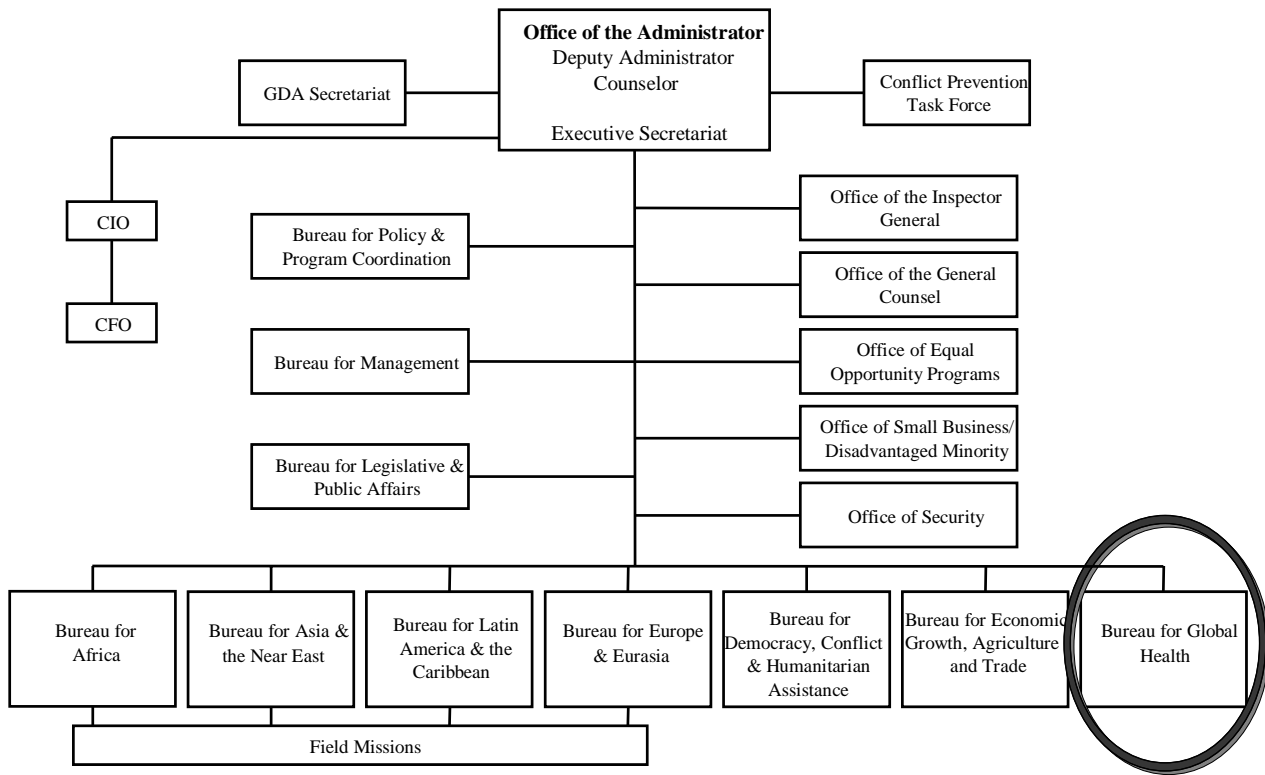 Office of the Administrator
Deputy Administrator
Counselor
Executive Secretariat
GDA Secretariat
Conflict Prevention
Task Force
CIO
CFO
Bureau for Policy &
Program Coordination
Bureau for Management
Bureau for Legislative &
Public Affairs
Office of the Inspector
General
Office of the General
Counsel
Office of Equal
Opportunity Programs
Office of Small Business/
Disadvantaged Minority
Office of Security
Bureau for
Africa
Bureau for Asia &
the Near East
Bureau for Latin
America & the
Caribbean
Bureau for Europe
& Eurasia
Bureau for
Democracy, Conflict
& Humanitarian
Assistance
Bureau for Economic
Growth, Agriculture
and Trade
Bureau for Global
Health
Field Missions